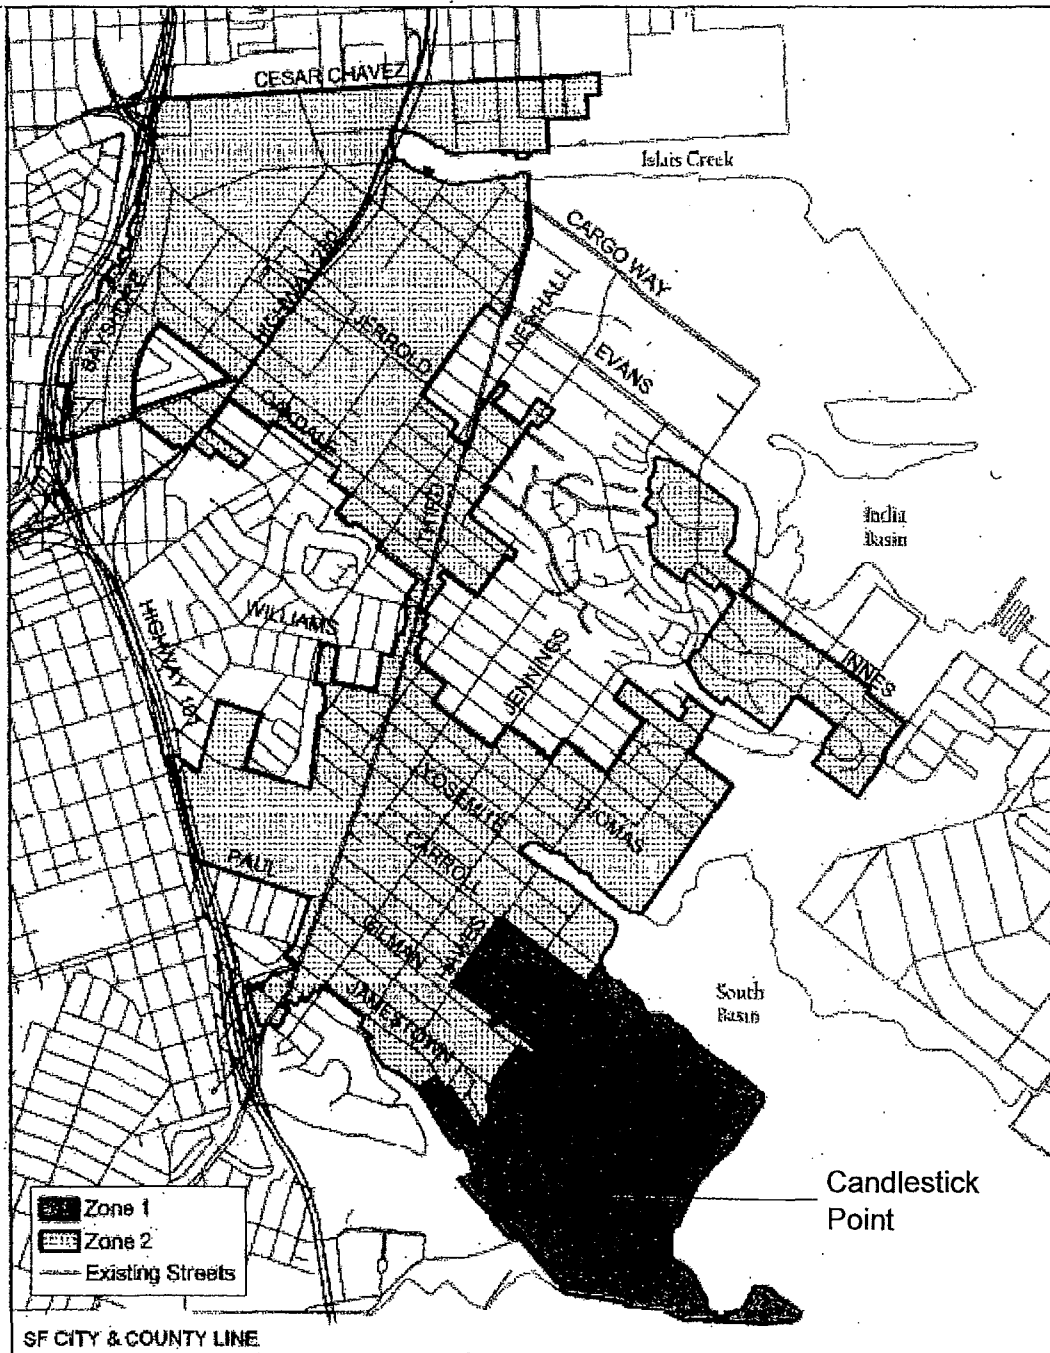 CESAR CHAVEZ
Islais Creek
CARGO WAY
BAYSHORE
HIGHWAY 280
JERROLD
NEWHALL
EVANS
OAKDALE
THIRD
India
Basin
WILLIAMS
HIGHWAY 101
JENNINGS
INNES
YOSEMITE
THOMAS
CARROLL
PAUL
GILMAN
JAMESTOWN
South
Basin
Candlestick
Point
Zone 1
Zone 2
Existing Streets
SF CITY & COUNTY LINE